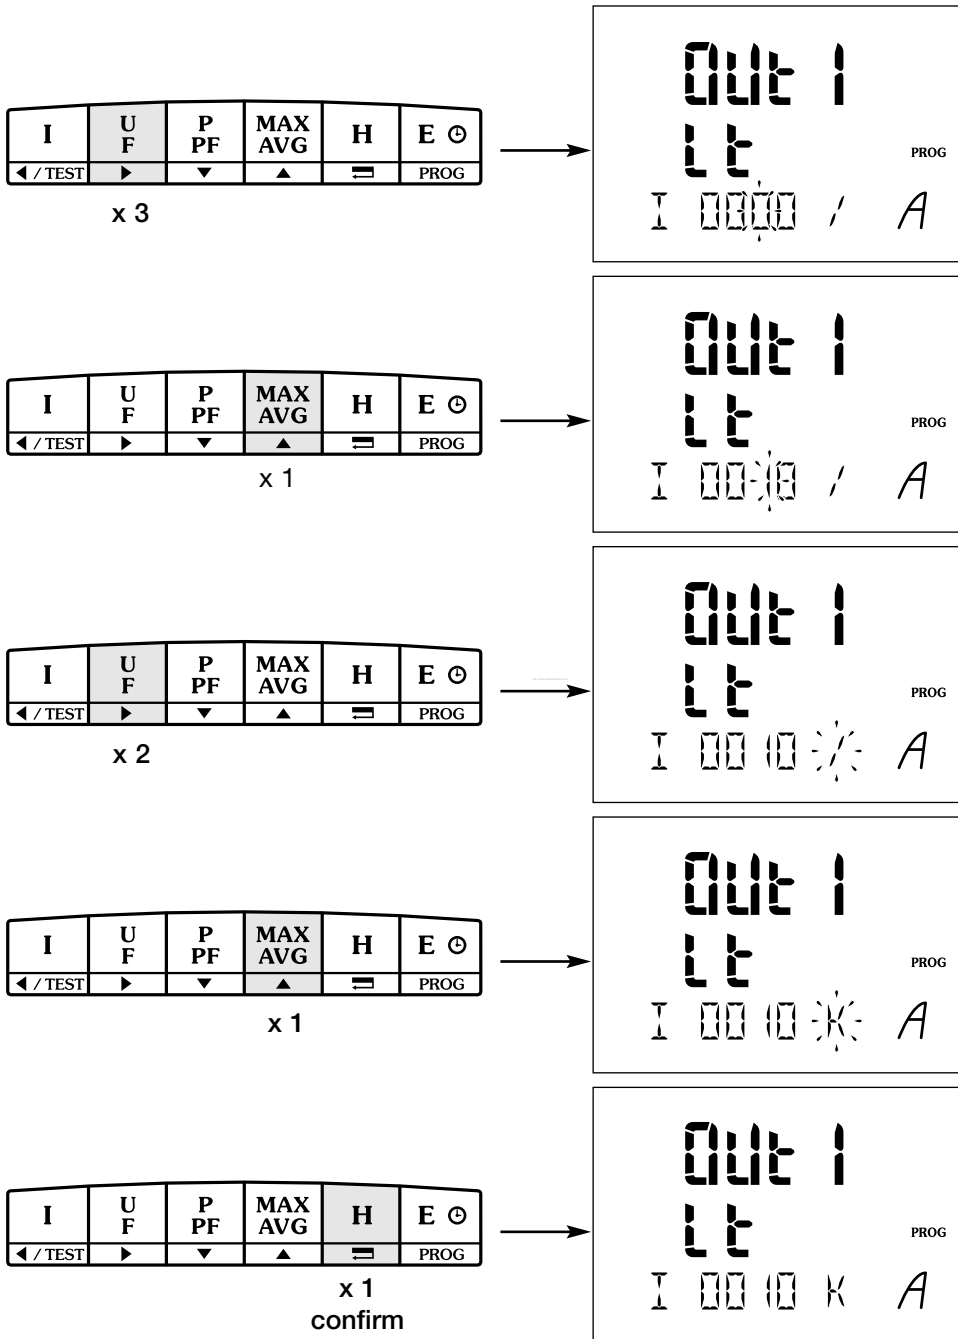 OUt 1
I U F P PF MAX AVG H E
Lt
PROG
/ TEST PROG
I 0000 / A
x 3
OUt 1
I U F P PF MAX AVG H E
Lt
PROG
/ TEST PROG
I 0010 / A
x 1
OUt 1
I U F P PF MAX AVG H E
Lt
PROG
/ TEST PROG
I 0010 / A
x 2
OUt 1
I U F P PF MAX AVG H E
Lt
PROG
/ TEST PROG
I 0010 K A
x 1
OUt 1
I U F P PF MAX AVG H E
Lt
PROG
/ TEST PROG
I 0010 K A
x 1
confirm